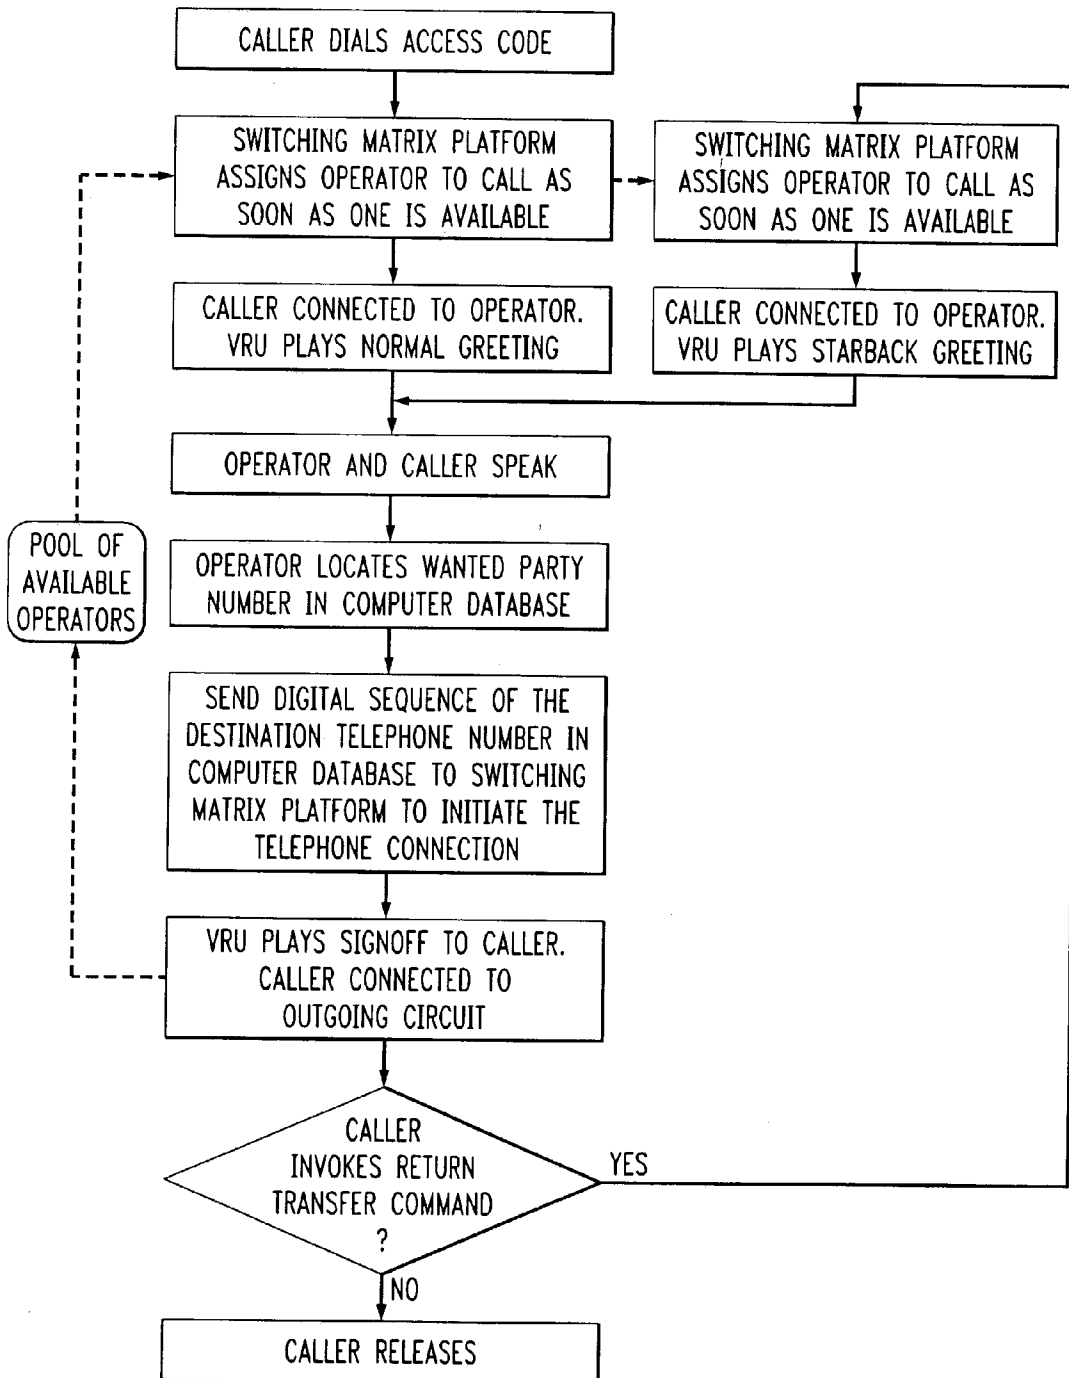 CALLER DIALS ACCESS CODE
SWITCHING MATRIX PLATFORM
ASSIGNS OPERATOR TO CALL AS
SOON AS ONE IS AVAILABLE
SWITCHING MATRIX PLATFORM
ASSIGNS OPERATOR TO CALL AS
SOON AS ONE IS AVAILABLE
CALLER CONNECTED TO OPERATOR.
VRU PLAYS NORMAL GREETING
CALLER CONNECTED TO OPERATOR.
VRU PLAYS STARBACK GREETING
OPERATOR AND CALLER SPEAK
POOL OF
AVAILABLE
OPERATORS
OPERATOR LOCATES WANTED PARTY
NUMBER IN COMPUTER DATABASE
SEND DIGITAL SEQUENCE OF THE
DESTINATION TELEPHONE NUMBER IN
COMPUTER DATABASE TO SWITCHING
MATRIX PLATFORM TO INITIATE THE
TELEPHONE CONNECTION
VRU PLAYS SIGNOFF TO CALLER.
CALLER CONNECTED TO
OUTGOING CIRCUIT
CALLER
INVOKES RETURN
TRANSFER COMMAND
?
YES
NO
CALLER RELEASES